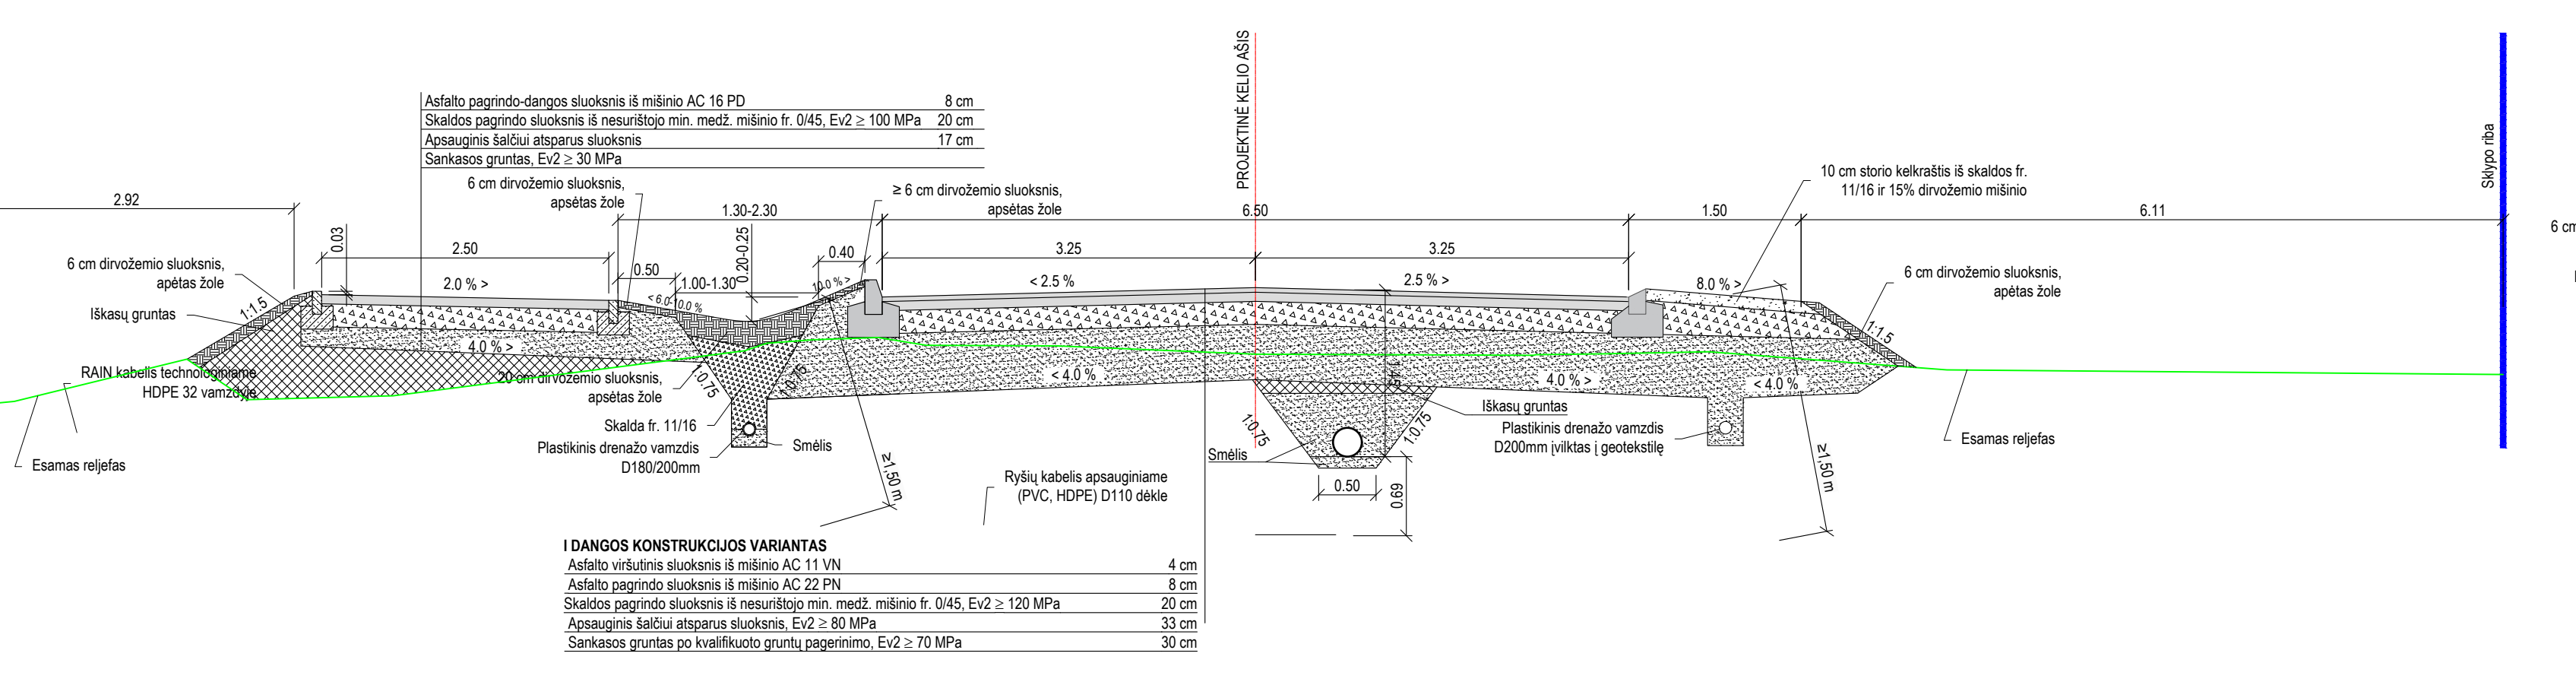 PROJEKTINĖ KELIO AŠIS
Sklypo riba
Asfalto pagrindo-dangos sluoksnis iš mišinio AC 16 PD 8 cm
Skaldos pagrindo sluoksnis iš nesurištojo min. medž. mišinio fr. 0/45, Ev2 ≥ 100 MPa 20 cm
Apsauginis šalčiui atsparus sluoksnis 17 cm
Sankasos gruntas, Ev2 ≥ 30 MPa
6 cm dirvožemio sluoksnis,
apsėtas žole
≥ 6 cm dirvožemio sluoksnis,
apsėtas žole
10 cm storio kelkraštis iš skaldos fr.
11/16 ir 15% dirvožemio mišinio
2.92
1.30-2.30
6.50
1.50
6.11
6 cm
0.03
2.50
0.50
1.00-1.30
0.20-0.25
0.40
3.25
3.25
6 cm dirvožemio sluoksnis,
apėtas žole
Iškasų gruntas
1:1.5
2.0 % >
< 6.0-10.0 %
10.0 % >
< 2.5 %
2.5 % >
8.0 % >
6 cm dirvožemio sluoksnis,
apėtas žole
1:1.5
4.0 % >
< 4.0 %
4.0 % >
< 4.0 %
RAIN kabelis technologiniame
HDPE 32 vamzdyje
20 cm dirvožemio sluoksnis,
apsėtas žole
1:0.75
1:0.75
Skalda fr. 11/16
Plastikinis drenažo vamzdis
D180/200mm
Smėlis
≥1,50 m
1:0.75
1:0.75
Smėlis
Iškasų gruntas
Plastikinis drenažo vamzdis
D200mm įvilktas į geotekstilę
≥1,50 m
Esamas reljefas
Esamas reljefas
Ryšių kabelis apsauginiame
(PVC, HDPE) D110 dėkle
0.50
0.69
I DANGOS KONSTRUKCIJOS VARIANTAS
Asfalto viršutinis sluoksnis iš mišinio AC 11 VN 4 cm
Asfalto pagrindo sluoksnis iš mišinio AC 22 PN 8 cm
Skaldos pagrindo sluoksnis iš nesurištojo min. medž. mišinio fr. 0/45, Ev2 ≥ 120 MPa 20 cm
Apsauginis šalčiui atsparus sluoksnis, Ev2 ≥ 80 MPa 33 cm
Sankasos gruntas po kvalifikuoto gruntų pagerinimo, Ev2 ≥ 70 MPa 30 cm